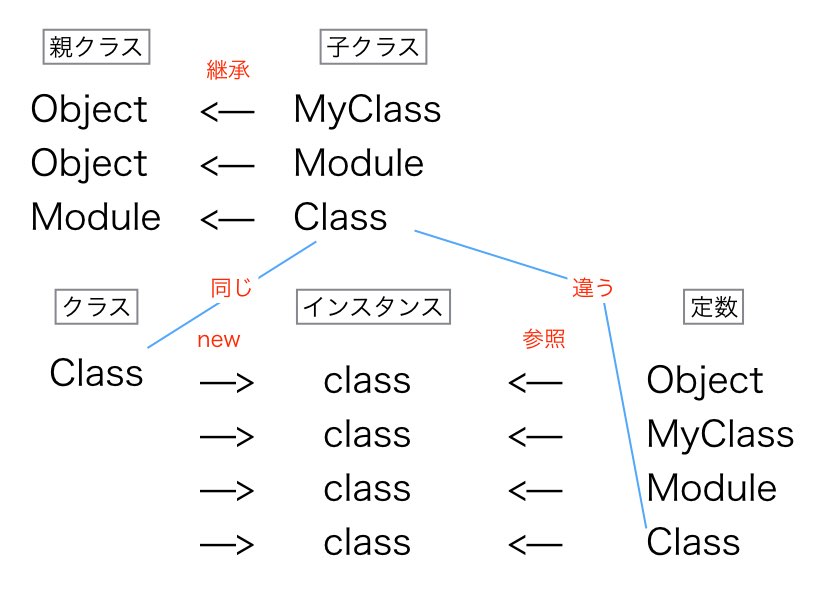 親クラス 子クラス
継承
Object <— MyClass
Object <— Module
Module <— Class
同じ 違う
クラス インスタンス 定数
new 参照
Class —> class <— Object
—> class <— MyClass
—> class <— Module
—> class <— Class